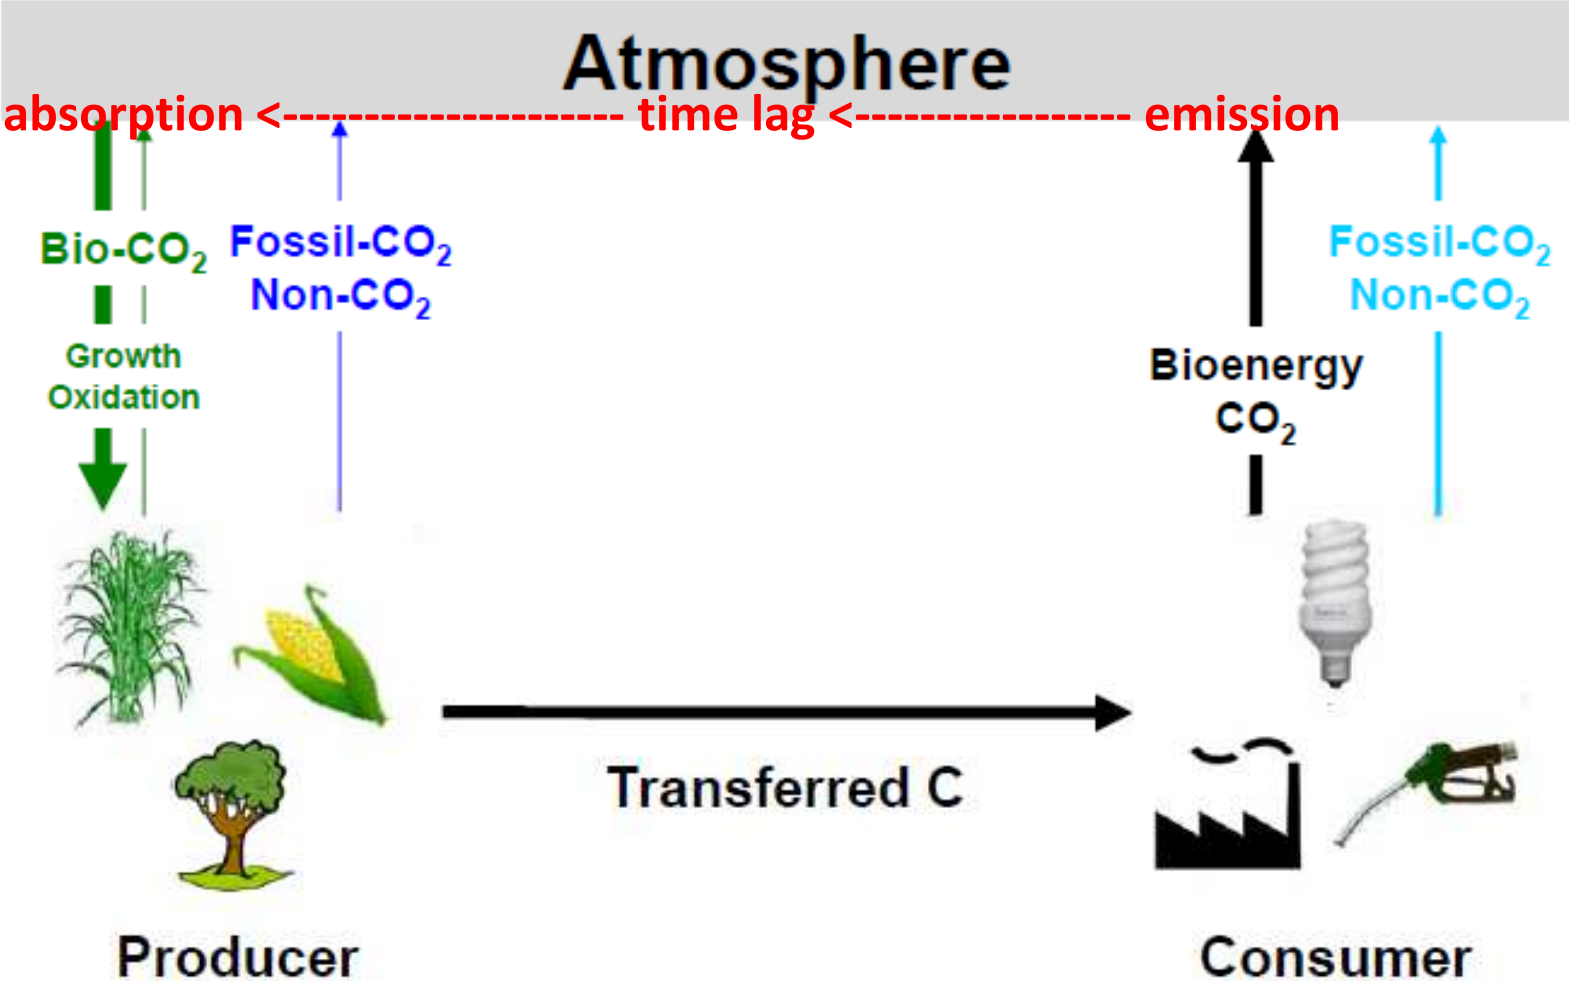 Atmosphere
absorption <--------------------- time lag <----------------- emission
Bio-CO₂
Growth
Oxidation
Fossil-CO₂
Non-CO₂
Bioenergy
CO₂
Fossil-CO₂
Non-CO₂
Transferred C
Producer
Consumer